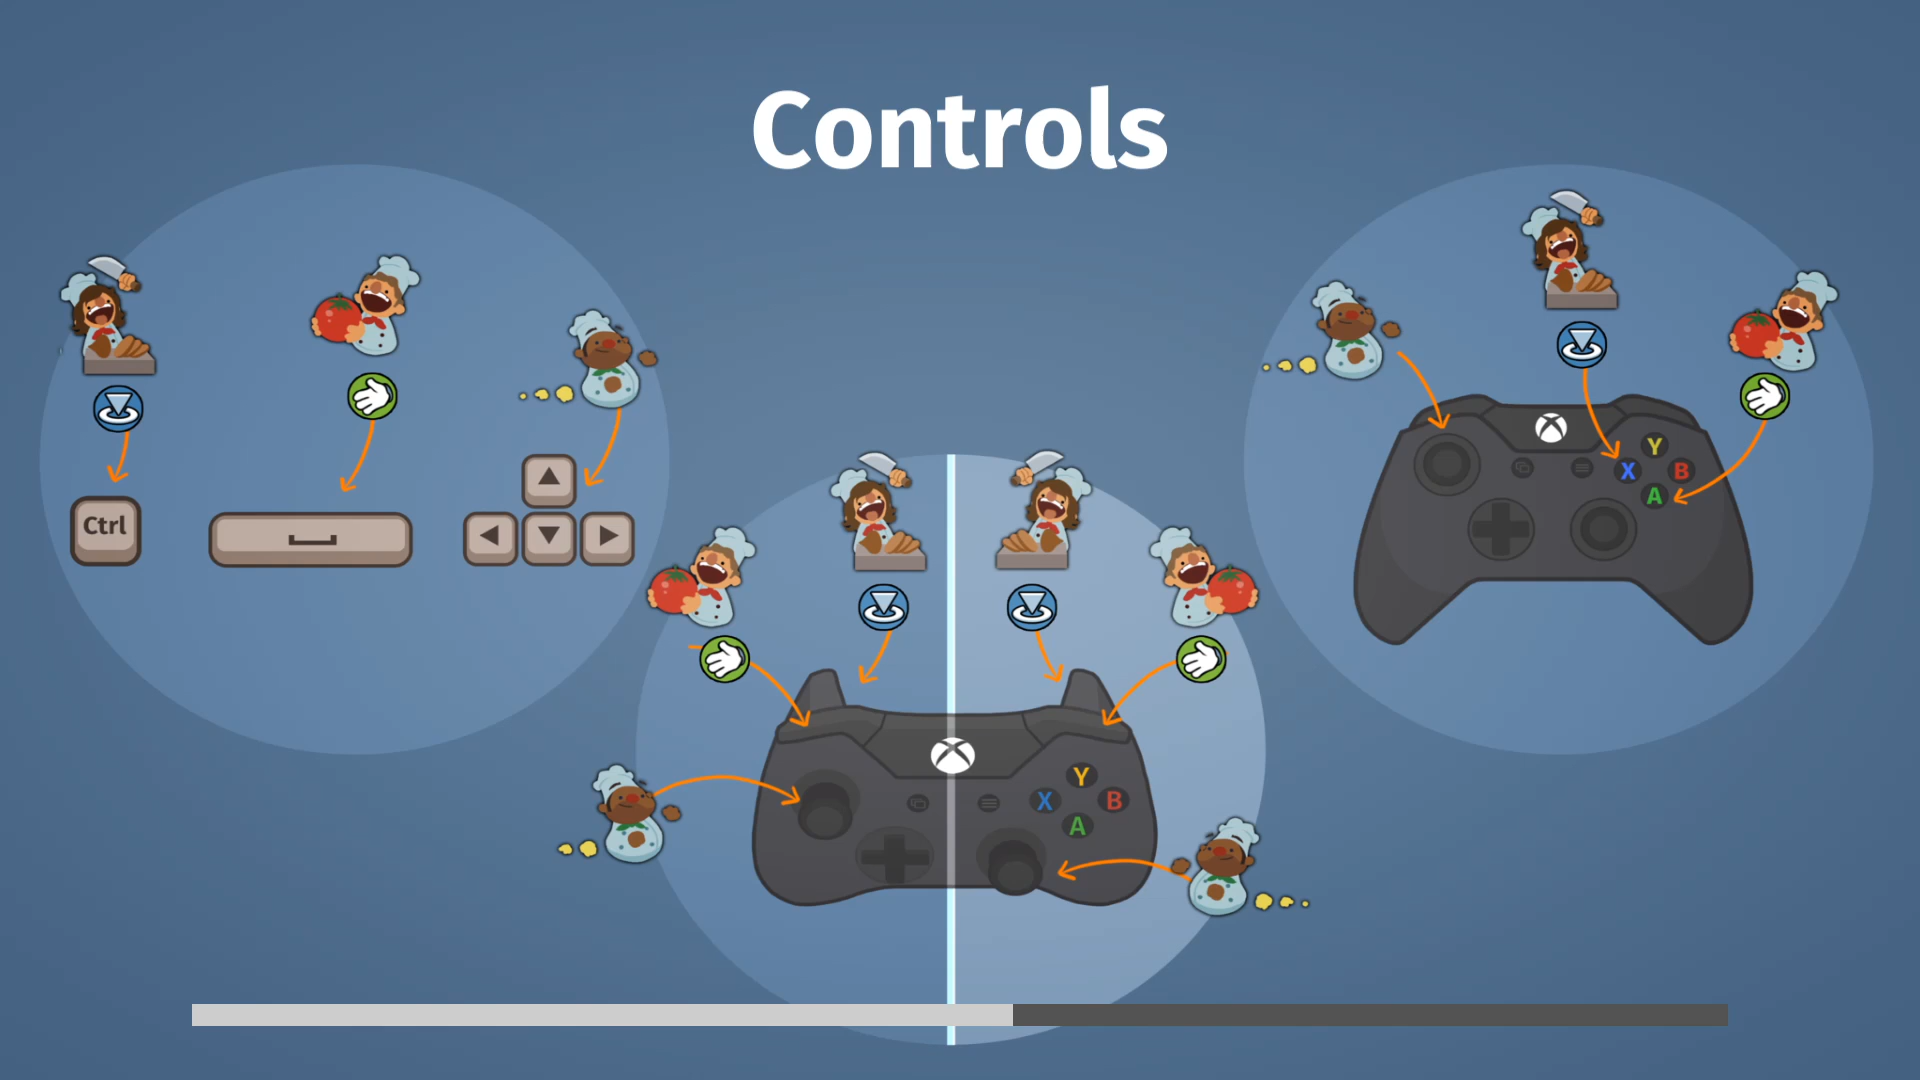 Controls
Ctrl
Y
X B
A
Y
X B
A